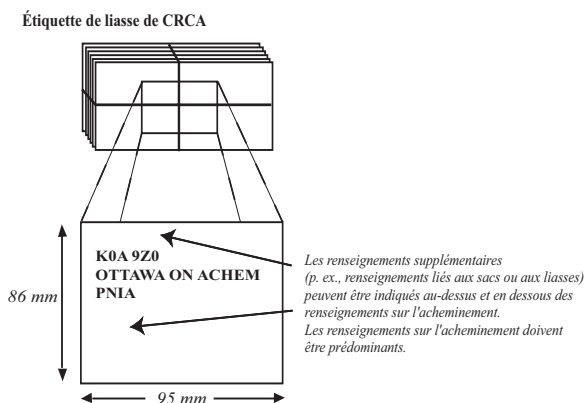 Étiquette de liasse de CRCA
K0A 9Z0
OTTAWA ON ACHEM
PNIA
86 mm
95 mm
Les renseignements supplémentaires
(p. ex., renseignements liés aux sacs ou aux liasses)
peuvent être indiqués au-dessus et en dessous des
renseignements sur l'acheminement.
Les renseignements sur l'acheminement doivent
être prédominants.